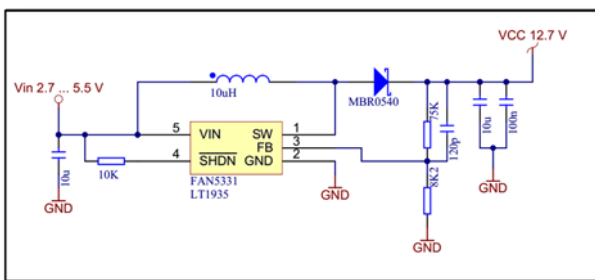 VCC 12.7 V
Vin 2.7 ... 5.5 V
10uH
MBR0540
5 VIN SW 1
FB 3
4 SHDN GND 2
10u
10K
FAN5331
LT1935
75K
120p
10u
100n
8K2
GND
GND
GND
GND